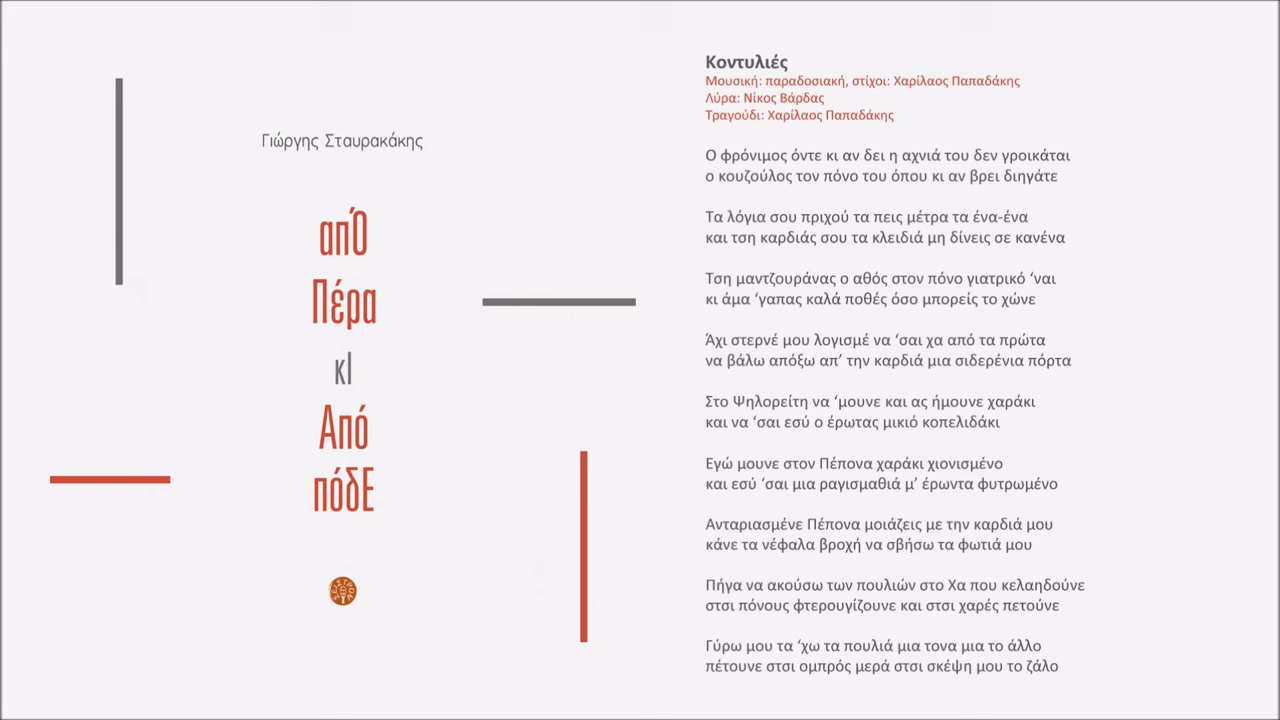 Γιώργης Σταυρακάκης
απΌ
Πέρα
κΙ
Από
πόδΕ
Κοντυλιές
Μουσική: παραδοσιακή, στίχοι: Χαρίλαος Παπαδάκης
Λύρα: Νίκος Βάρδας
Τραγούδι: Χαρίλαος Παπαδάκης
Ο φρόνιμος όντε κι αν δει η αχνιά του δεν γροικάται
ο κουζούλος τον πόνο του όπου κι αν βρει διηγάτε
Τα λόγια σου πριχού τα πεις μέτρα τα ένα-ένα
και τση καρδιάς σου τα κλειδιά μη δίνεις σε κανένα
Τση μαντζουράνας ο αθός στον πόνο γιατρικό ‘ναι
κι άμα ‘γαπας καλά ποθές όσο μπορείς το χώνε
Άχι στερνέ μου λογισμέ να ‘σαι χα από τα πρώτα
να βάλω απόξω απ’ την καρδιά μια σιδερένια πόρτα
Στο Ψηλορείτη να ‘μουνε και ας ήμουνε χαράκι
και να ‘σαι εσύ ο έρωτας μικιό κοπελιδάκι
Εγώ μουνε στον Πέπονα χαράκι χιονισμένο
και εσύ ‘σαι μια ραγισμαθιά μ’ έρωντα φυτρωμένο
Ανταριασμένε Πέπονα μοιάζεις με την καρδιά μου
κάνε τα νέφαλα βροχή να σβήσω τα φωτιά μου
Πήγα να ακούσω των πουλιών στο Χα που κελαηδούνε
στσι πόνους φτερουγίζουνε και στσι χαρές πετούνε
Γύρω μου τα ‘χω τα πουλιά μια τονα μια το άλλο
πέτουνε στσι ομπρός μερά στσι σκέψη μου το ζάλο